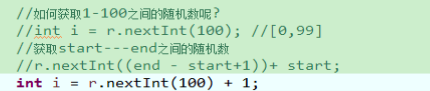 //如何获取1-100之间的随机数呢?
//int i = r.nextInt(100); //[0,99]
//获取start---end之间的随机数
//r.nextInt((end - start+1))+ start;
int i = r.nextInt(100) + 1;